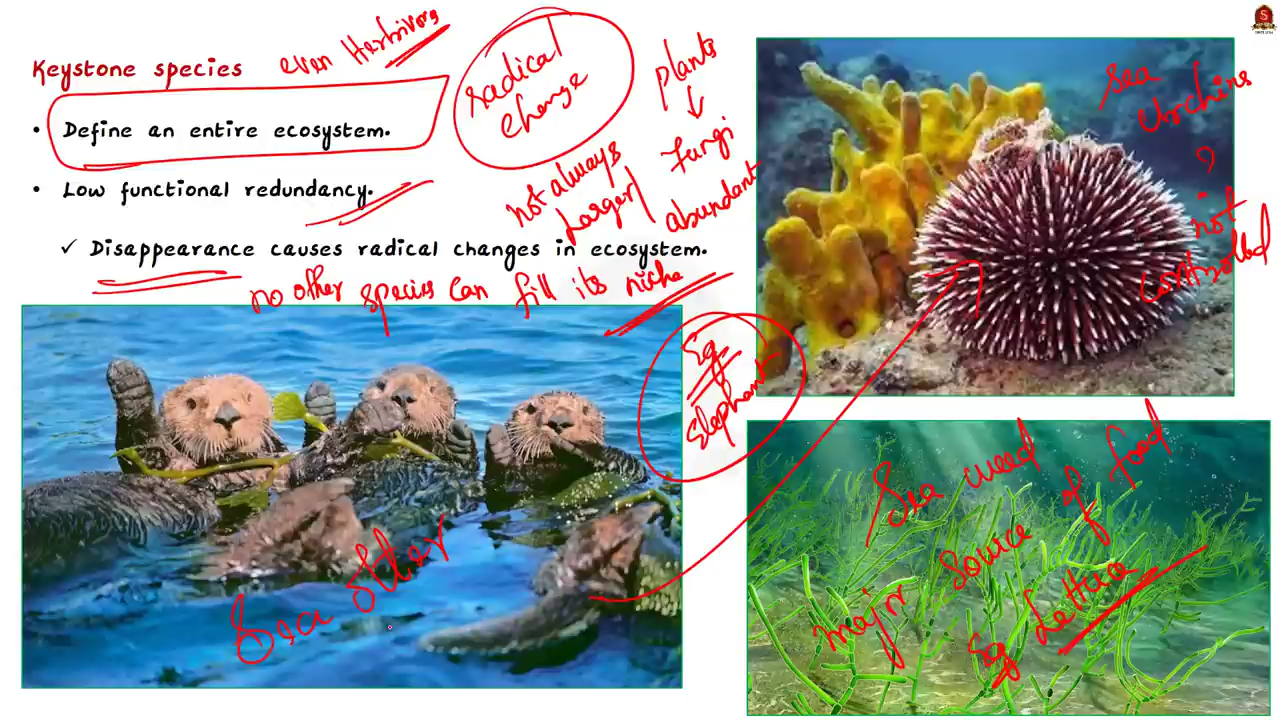 Keystone species
even Herbivors
radical
change
plants
↓
Fungi
abundant
not always
Larger
• Define an entire ecosystem.
• Low functional redundancy.
✓ Disappearance causes radical changes in ecosystem.
no other species can fill its niche
Eg
Elephant
Sea
Urchins
?
not
controlled
Sea other
Sea weed
major source of food
Eg Lettuce